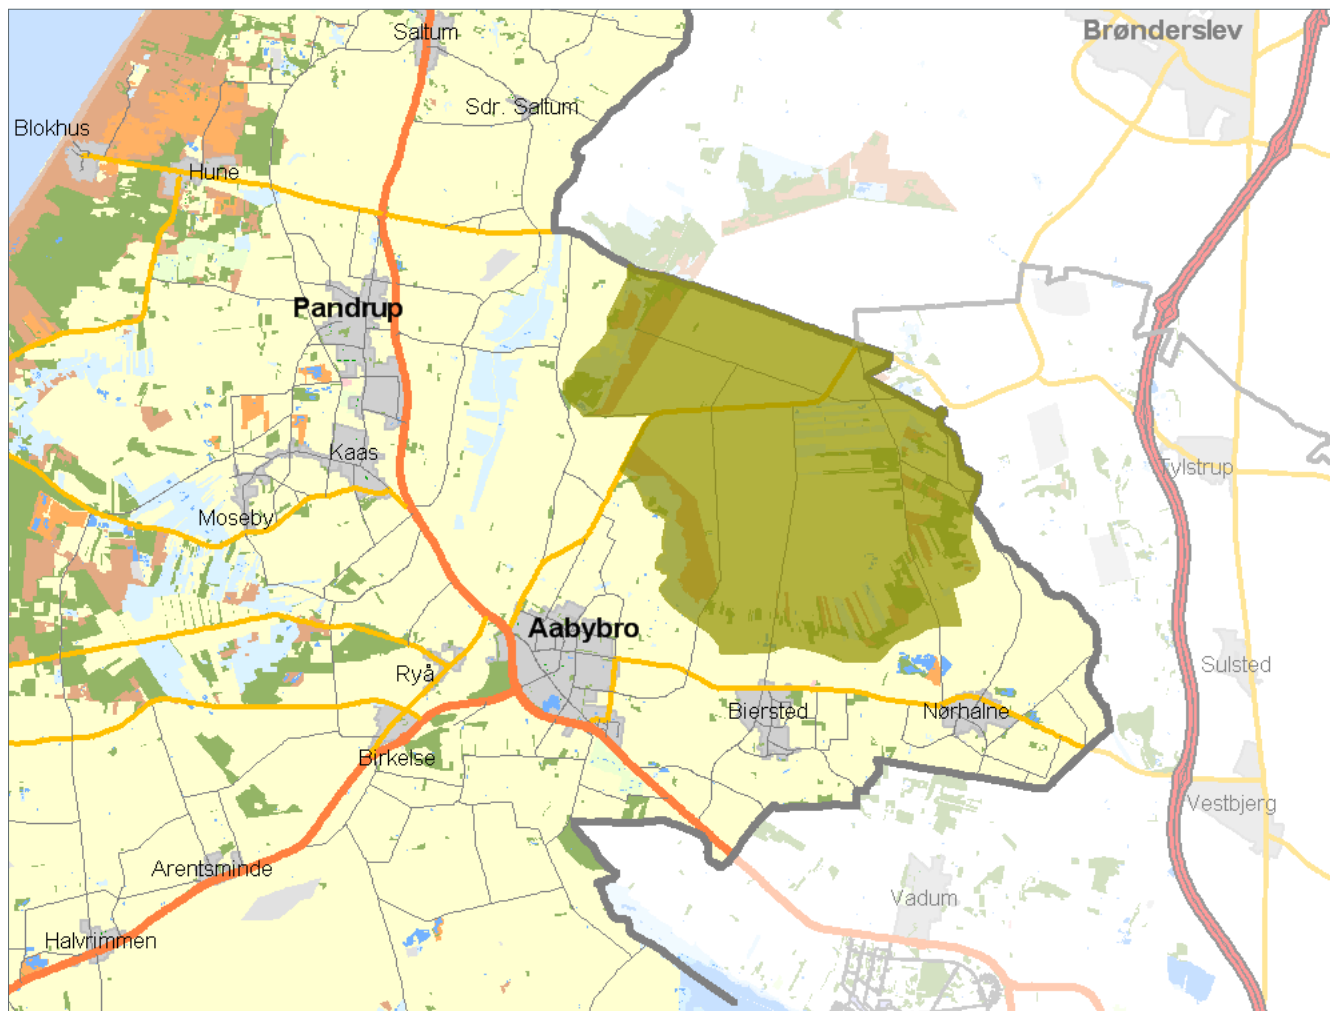 Saltum
Brønderslev
Sdr. Saltum
Blokhus
Hune
Pandrup
Kaas
Tylstrup
Moseby
Aabybro
Ryå
Sulsted
Biersted
Nørhalne
Birkelse
Vestbjerg
Arentsminde
Vadum
Halvrimmen